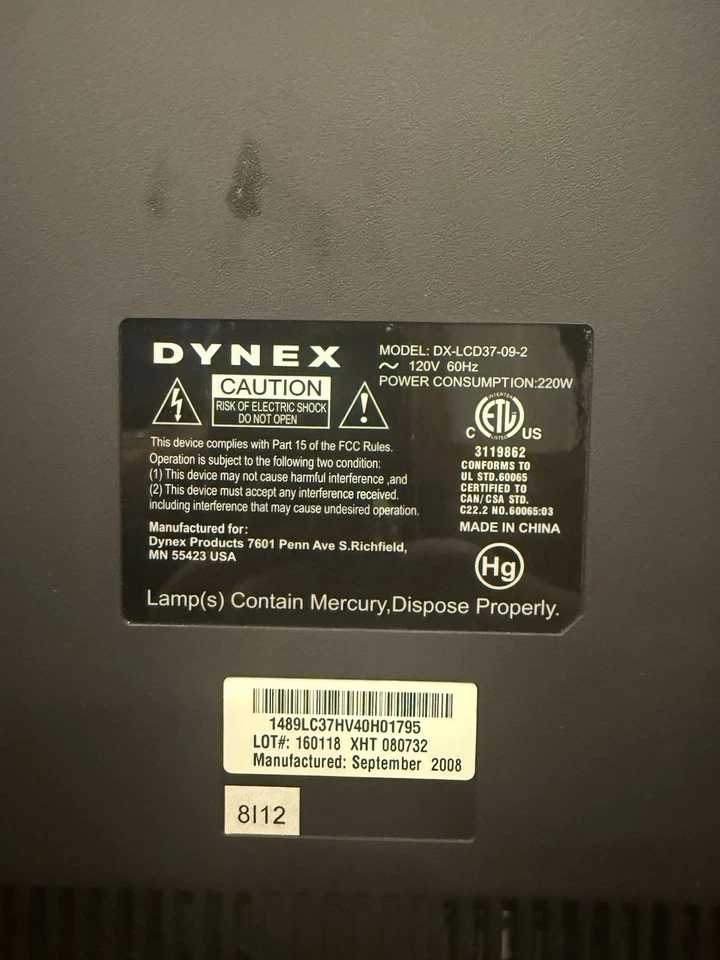 DYNEX
CAUTION
RISK OF ELECTRIC SHOCK
DO NOT OPEN
MODEL: DX-LCD37-09-2
～ 120V 60Hz
POWER CONSUMPTION:220W
INTERTEK
ETL
LISTED
C US
3119862
CONFORMS TO
UL STD.60065
CERTIFIED TO
CAN/CSA STD.
C22.2 NO.60065:03
MADE IN CHINA
Hg
This device complies with Part 15 of the FCC Rules.
Operation is subject to the following two condition:
(1) This device may not cause harmful interference ,and
(2) This device must accept any interference received.
including interference that may cause undesired operation.
Manufactured for:
Dynex Products 7601 Penn Ave S.Richfield,
MN 55423 USA
Lamp(s) Contain Mercury,Dispose Properly.
1489LC37HV40H01795
LOT#: 160118 XHT 080732
Manufactured: September 2008
8I12